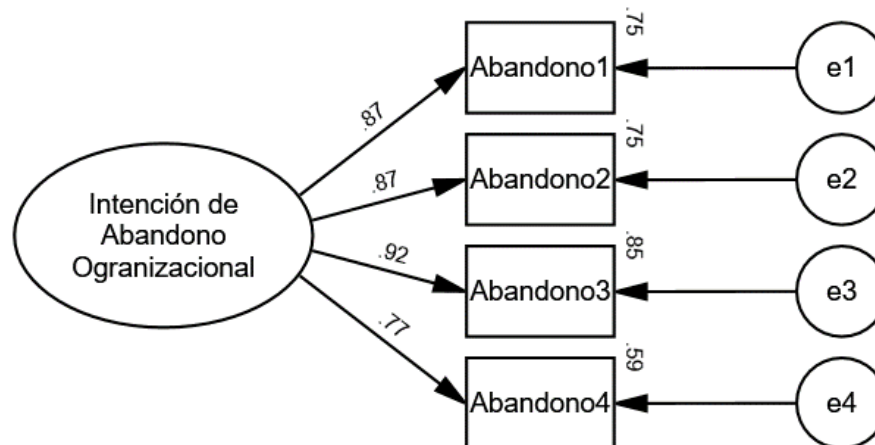 .75
Abandono1
e1
.87
.75
Abandono2
e2
.87
Intención de
Abandono
Ogranizacional
.92
.85
Abandono3
e3
.77
.59
Abandono4
e4